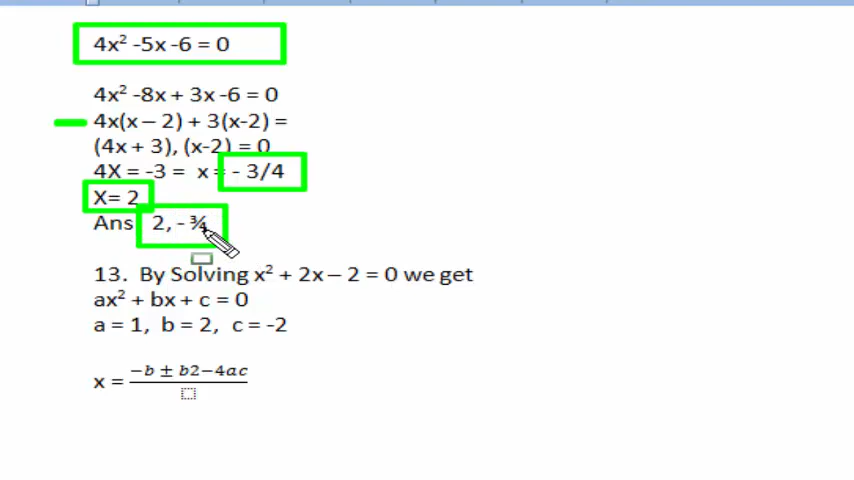 4x² -5x -6 = 0
4x² -8x + 3x -6 = 0
4x(x – 2) + 3(x-2) =
(4x + 3), (x-2) = 0
4X = -3 = x = - 3/4
X= 2
Ans 2, - ¾
13. By Solving x² + 2x – 2 = 0 we get
ax² + bx + c = 0
a = 1, b = 2, c = -2
x = −b ± b2−4ac